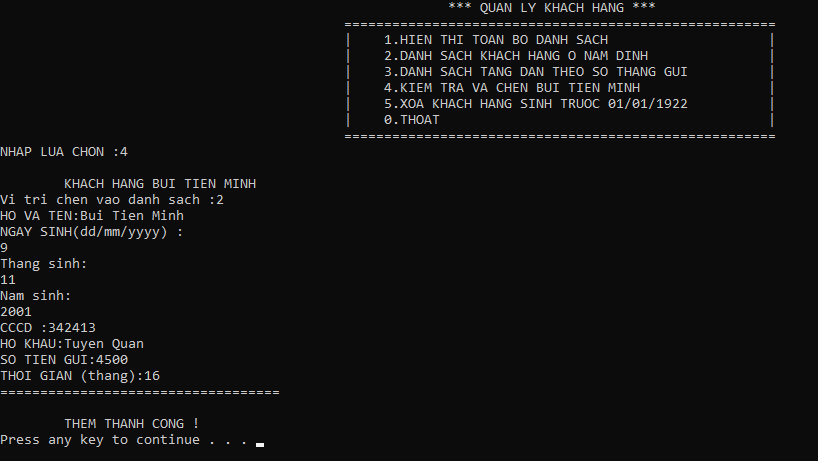 *** QUAN LY KHACH HANG ***
======================================================
|    1.HIEN THI TOAN BO DANH SACH                    |
|    2.DANH SACH KHACH HANG O NAM DINH               |
|    3.DANH SACH TANG DAN THEO SO THANG GUI          |
|    4.KIEM TRA VA CHEN BUI TIEN MINH                |
|    5.XOA KHACH HANG SINH TRUOC 01/01/1922          |
|    0.THOAT                                         |
======================================================
NHAP LUA CHON :4
KHACH HANG BUI TIEN MINH
Vi tri chen vao danh sach :2
HO VA TEN:Bui Tien Minh
NGAY SINH(dd/mm/yyyy) :
9
Thang sinh:
11
Nam sinh:
2001
CCCD :342413
HO KHAU:Tuyen Quan
SO TIEN GUI:4500
THOI GIAN (thang):16
===================================
THEM THANH CONG !
Press any key to continue . . .